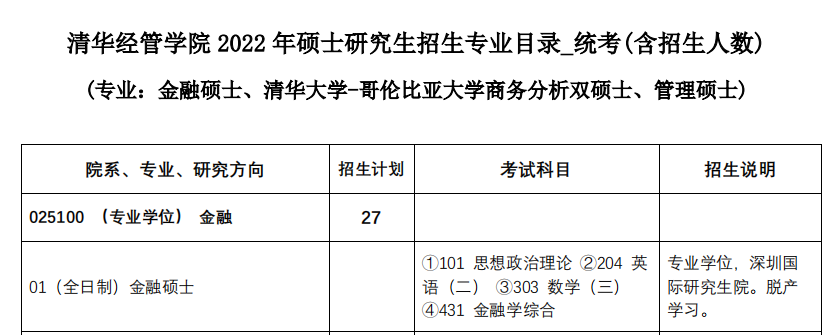 清华经管学院 2022 年硕士研究生招生专业目录_统考(含招生人数)
(专业：金融硕士、清华大学-哥伦比亚大学商务分析双硕士、管理硕士)
院系、专业、研究方向 招生计划 考试科目 招生说明
025100 （专业学位） 金融 27
01（全日制）金融硕士
①101 思想政治理论 ②204 英
语（二） ③303 数学（三）
④431 金融学综合
专业学位，深圳国
际研究生院。脱产
学习。